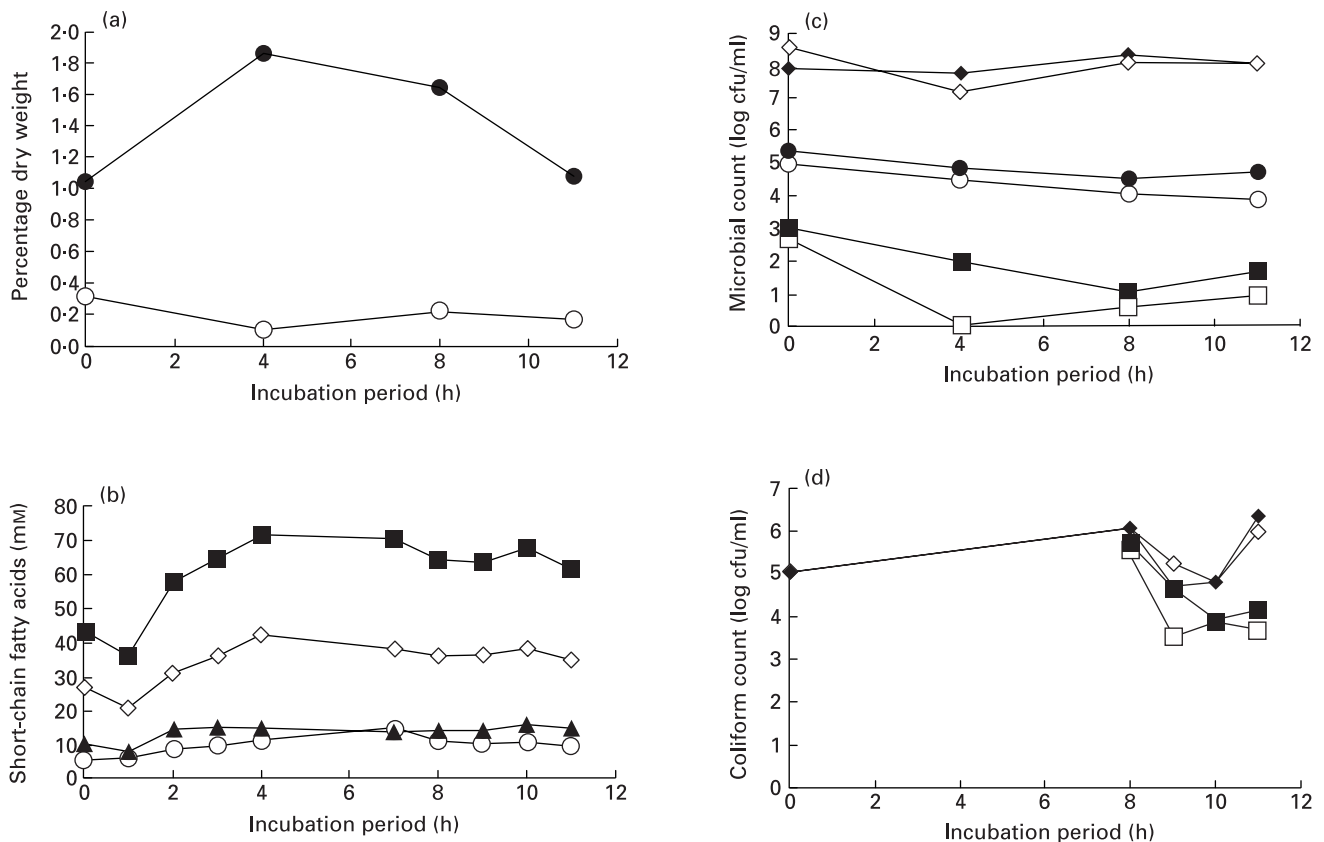 (a)
Percentage dry weight
2·0
1·8
1·6
1·4
1·2
1·0
0·8
0·6
0·4
0·2
0·0
0 2 4 6 8 10 12
Incubation period (h)
(c)
Microbial count (log cfu/ml)
9
8
7
6
5
4
3
2
1
0
0 2 4 6 8 10 12
Incubation period (h)
(b)
Short-chain fatty acids (mM)
80
70
60
50
40
30
20
10
0
0 2 4 6 8 10 12
Incubation period (h)
(d)
Coliform count (log cfu/ml)
7
6
5
4
3
2
1
0
0 2 4 6 8 10 12
Incubation period (h)